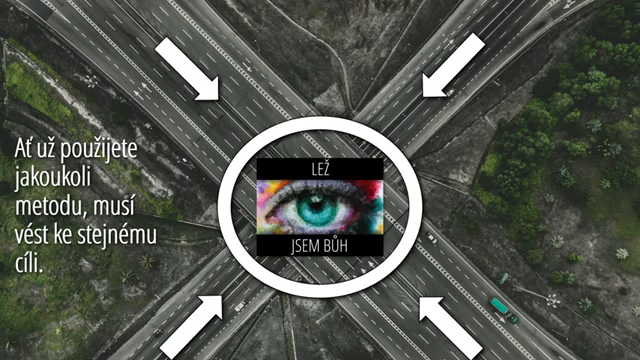 Ať už použijete
jakoukoli
metodu, musí
vést ke stejnému
cíli.
LEŽ
JSEM BŮH